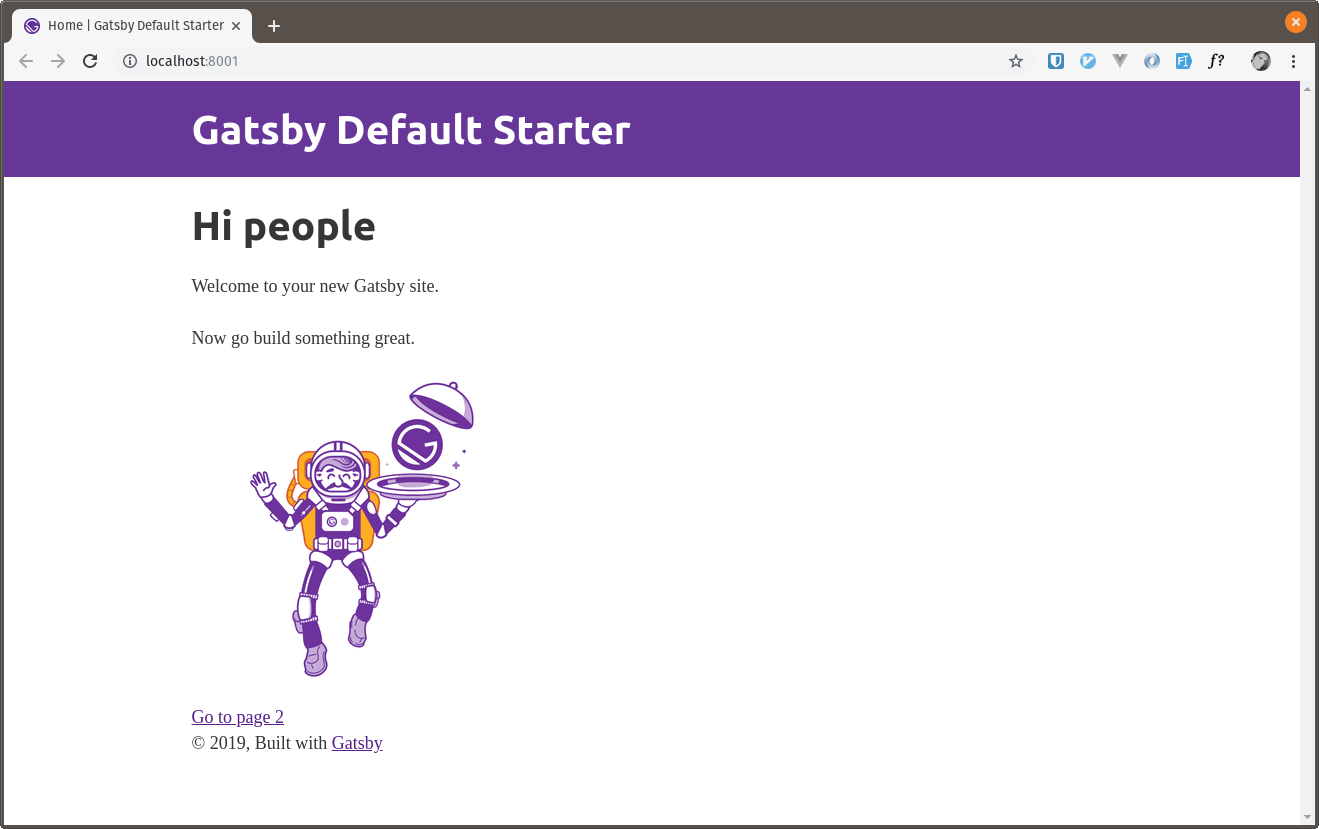 Home | Gatsby Default Starter
localhost:8001
f?
Gatsby Default Starter
Hi people
Welcome to your new Gatsby site.
Now go build something great.
Go to page 2
© 2019, Built with Gatsby